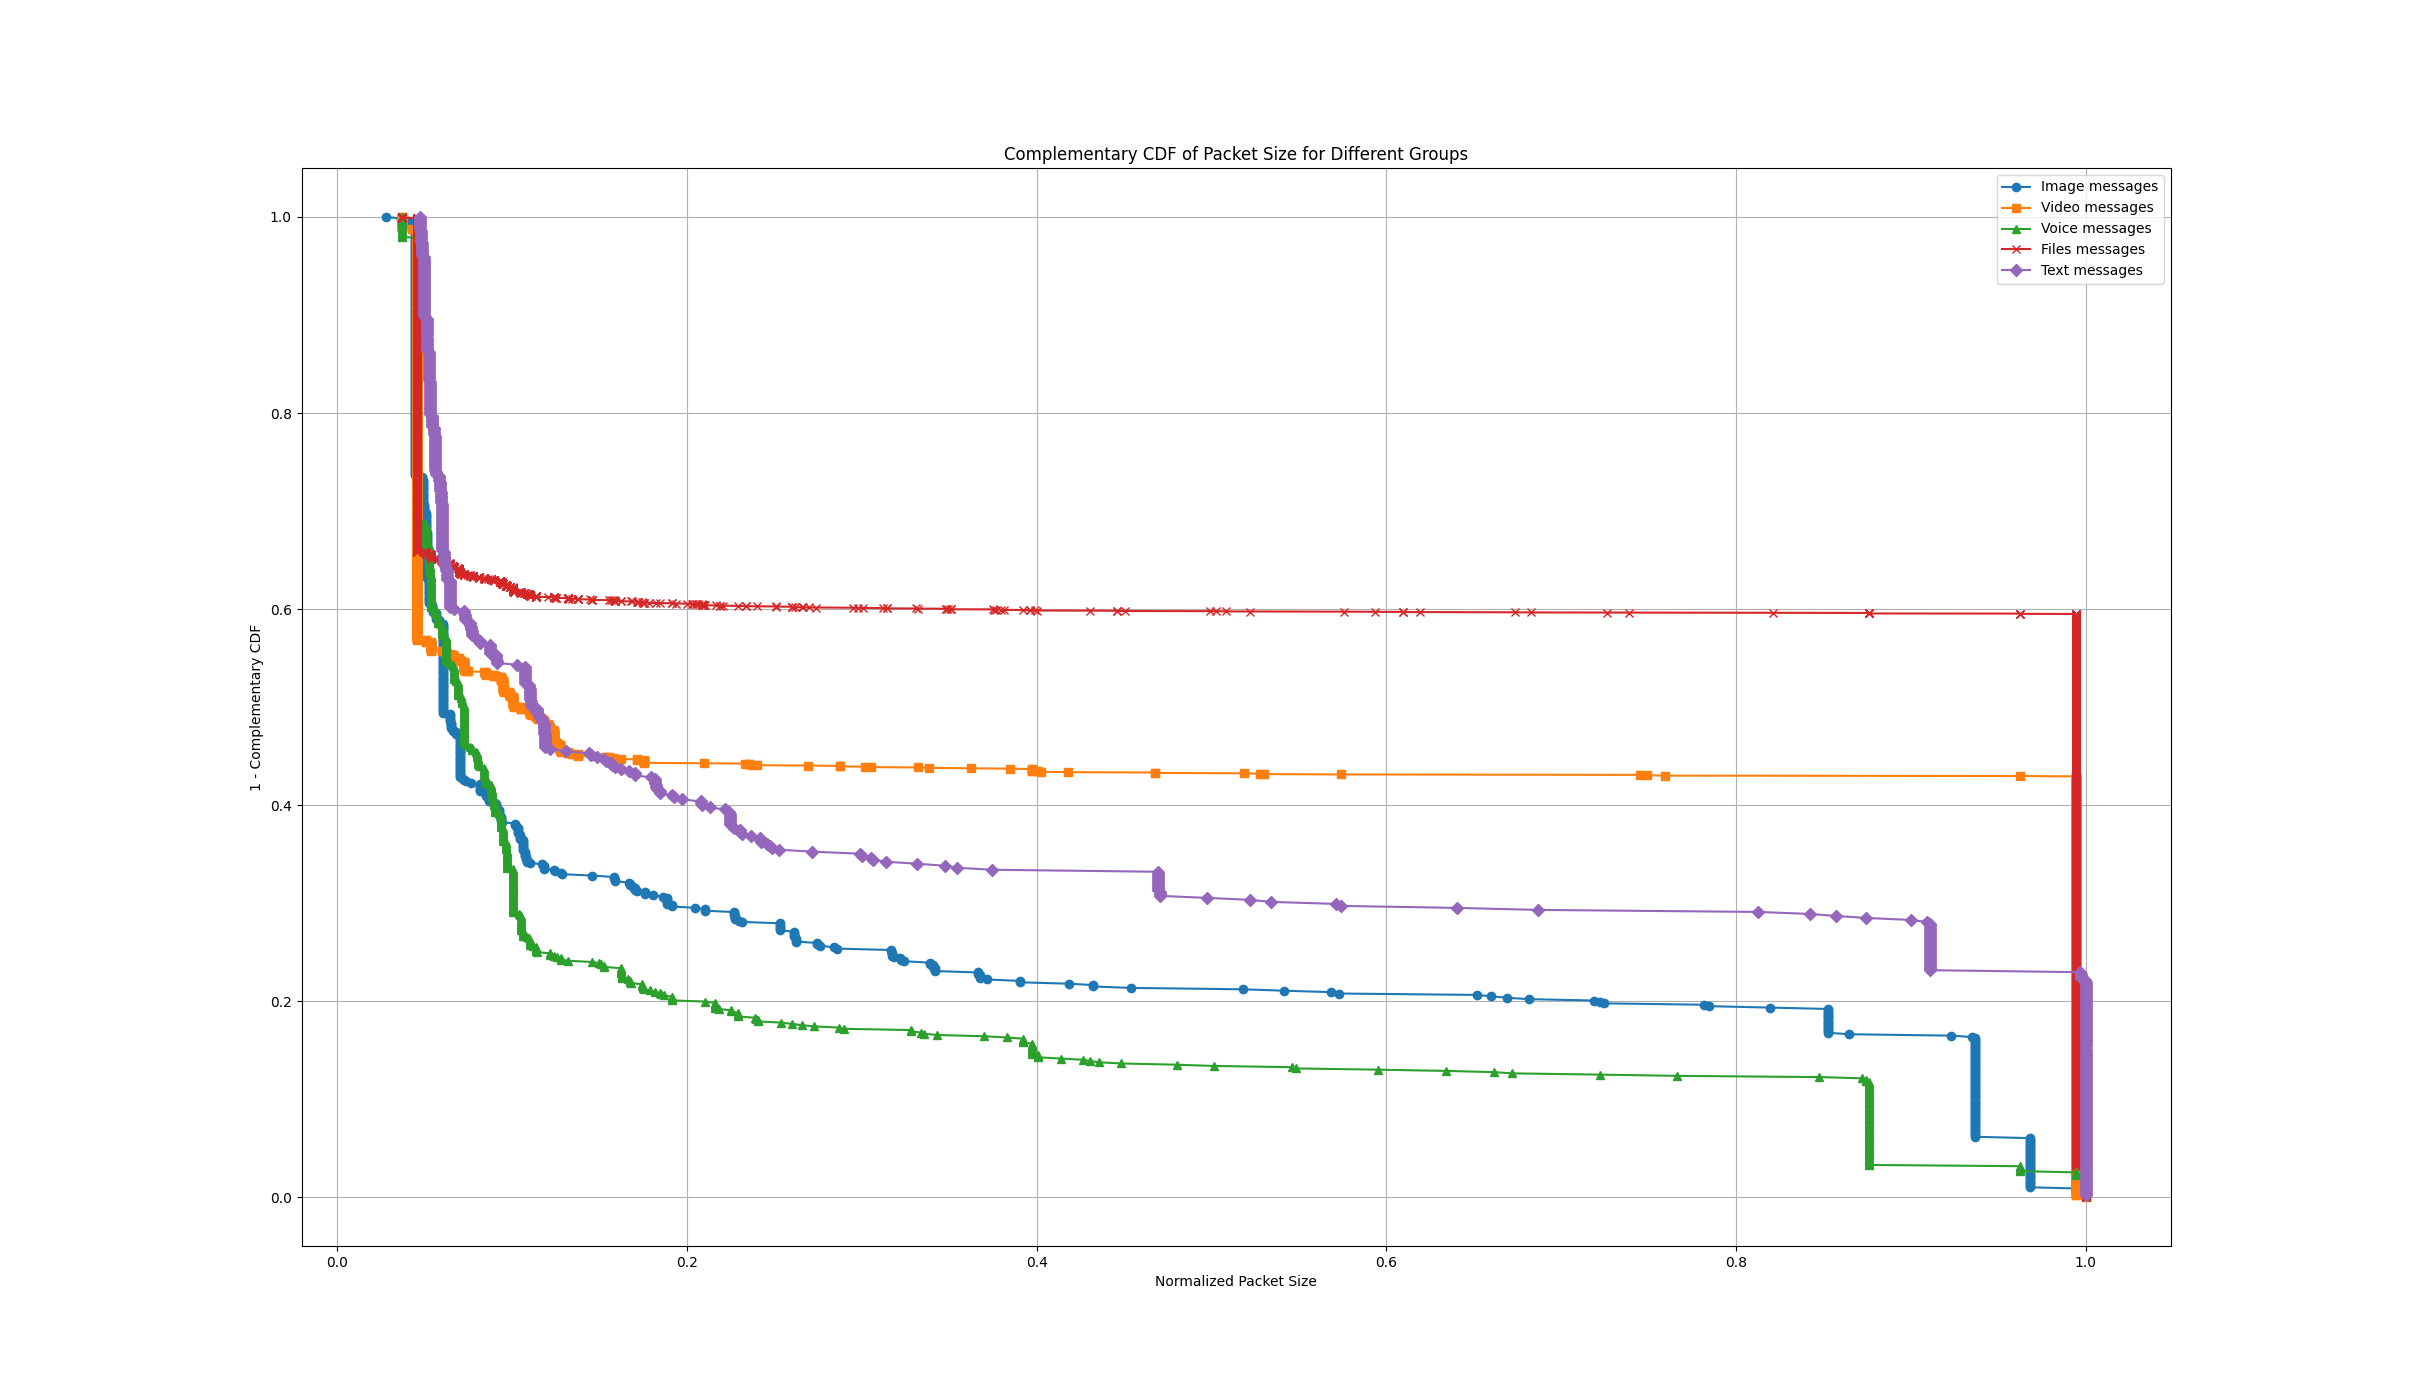 Complementary CDF of Packet Size for Different Groups
Image messages
Video messages
Voice messages
Files messages
Text messages
1.0
0.8
0.6
0.4
0.2
0.0
1 - Complementary CDF
0.0 0.2 0.4 0.6 0.8 1.0
Normalized Packet Size